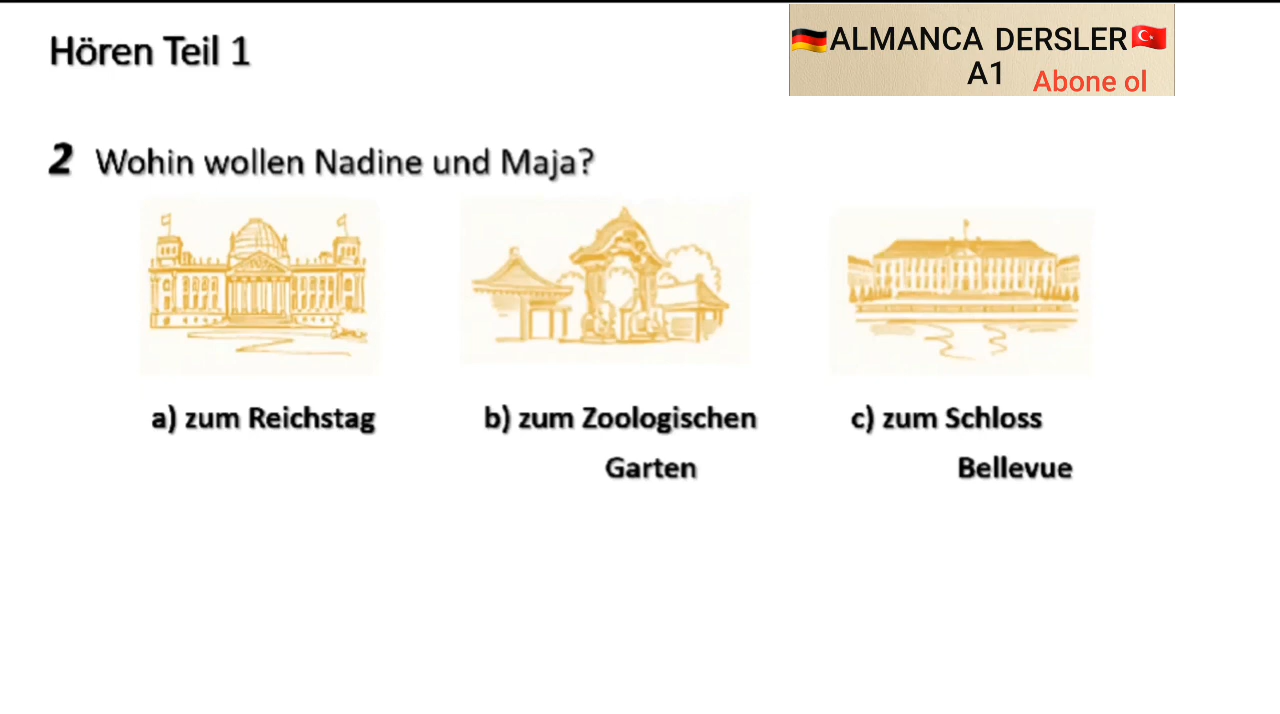 Hören Teil 1
ALMANCA DERSLER
A1
Abone ol
2 Wohin wollen Nadine und Maja?
a) zum Reichstag
b) zum Zoologischen
Garten
c) zum Schloss
Bellevue